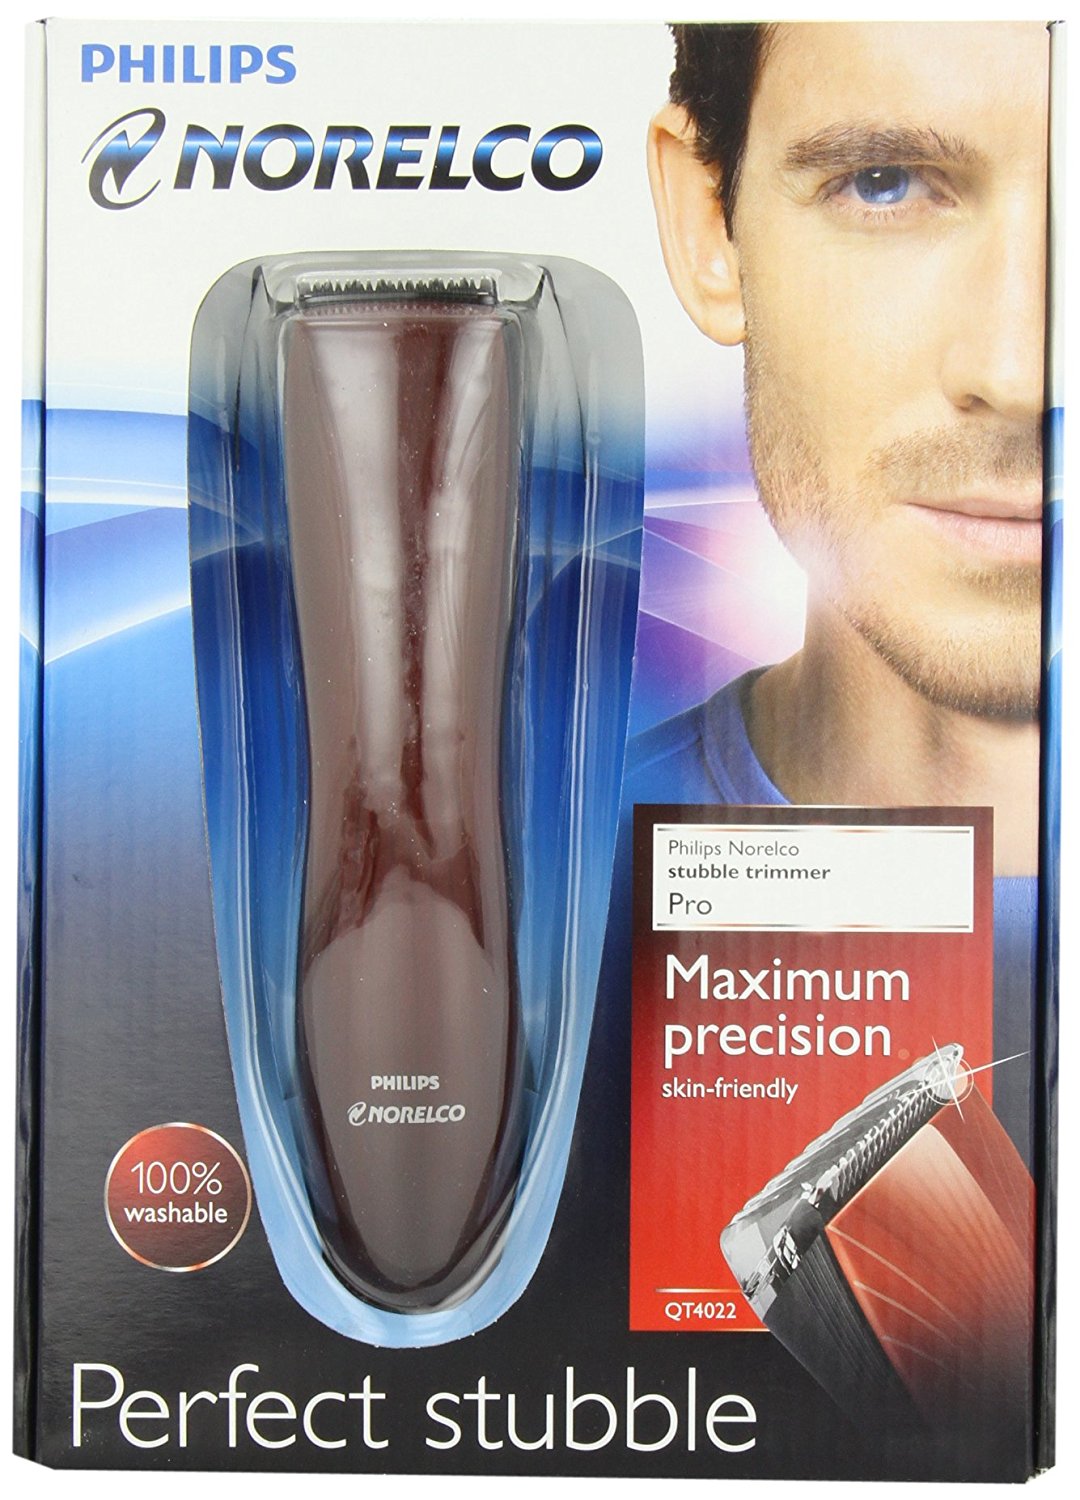 PHILIPS
NORELCO
PHILIPS
NORELCO
Philips Norelco
stubble trimmer
Pro
Maximum
precision
skin-friendly
100%
washable
QT4022
Perfect stubble